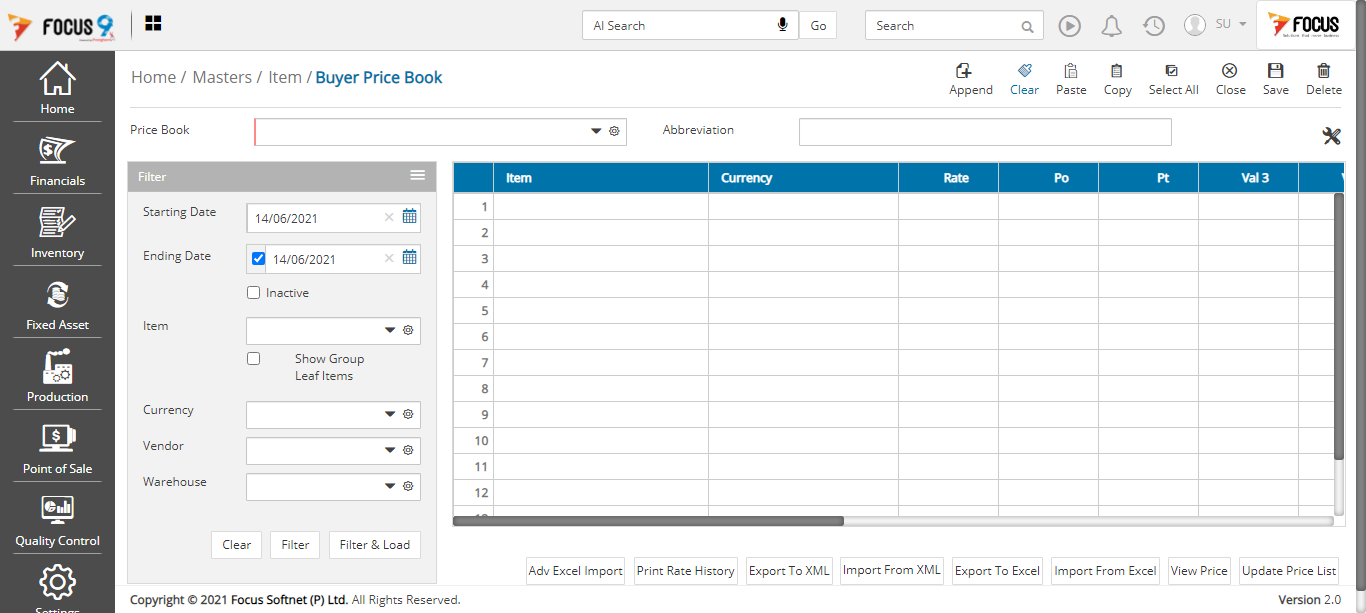 FOCUS 9
AI Search
Go
Search
SU
FOCUS
Home
Financials
Inventory
Fixed Asset
Production
Point of Sale
Quality Control
Settings
Home / Masters / Item / Buyer Price Book
Append
Clear
Paste
Copy
Select All
Close
Save
Delete
Price Book
Abbreviation
Filter
Starting Date
14/06/2021
Ending Date
14/06/2021
Inactive
Item
Show Group
Leaf Items
Currency
Vendor
Warehouse
Clear
Filter
Filter & Load
Item Currency Rate Po Pt Val 3
1
2
3
4
5
6
7
8
9
10
11
12
Adv Excel Import
Print Rate History
Export To XML
Import From XML
Export To Excel
Import From Excel
View Price
Update Price List
Copyright © 2021 Focus Softnet (P) Ltd. All Rights Reserved.
Version 2.0